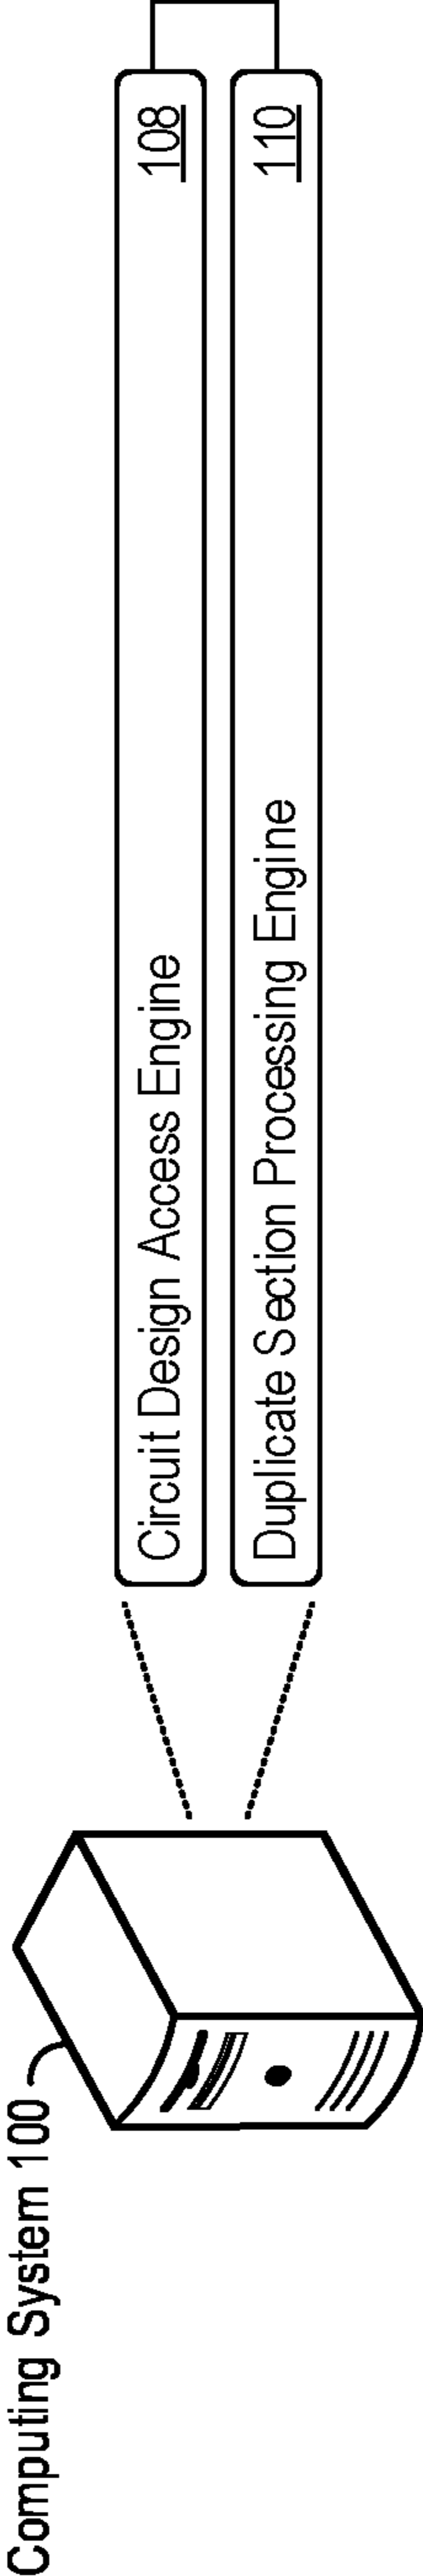 Computing System 100
Circuit Design Access Engine 108
Duplicate Section Processing Engine 110